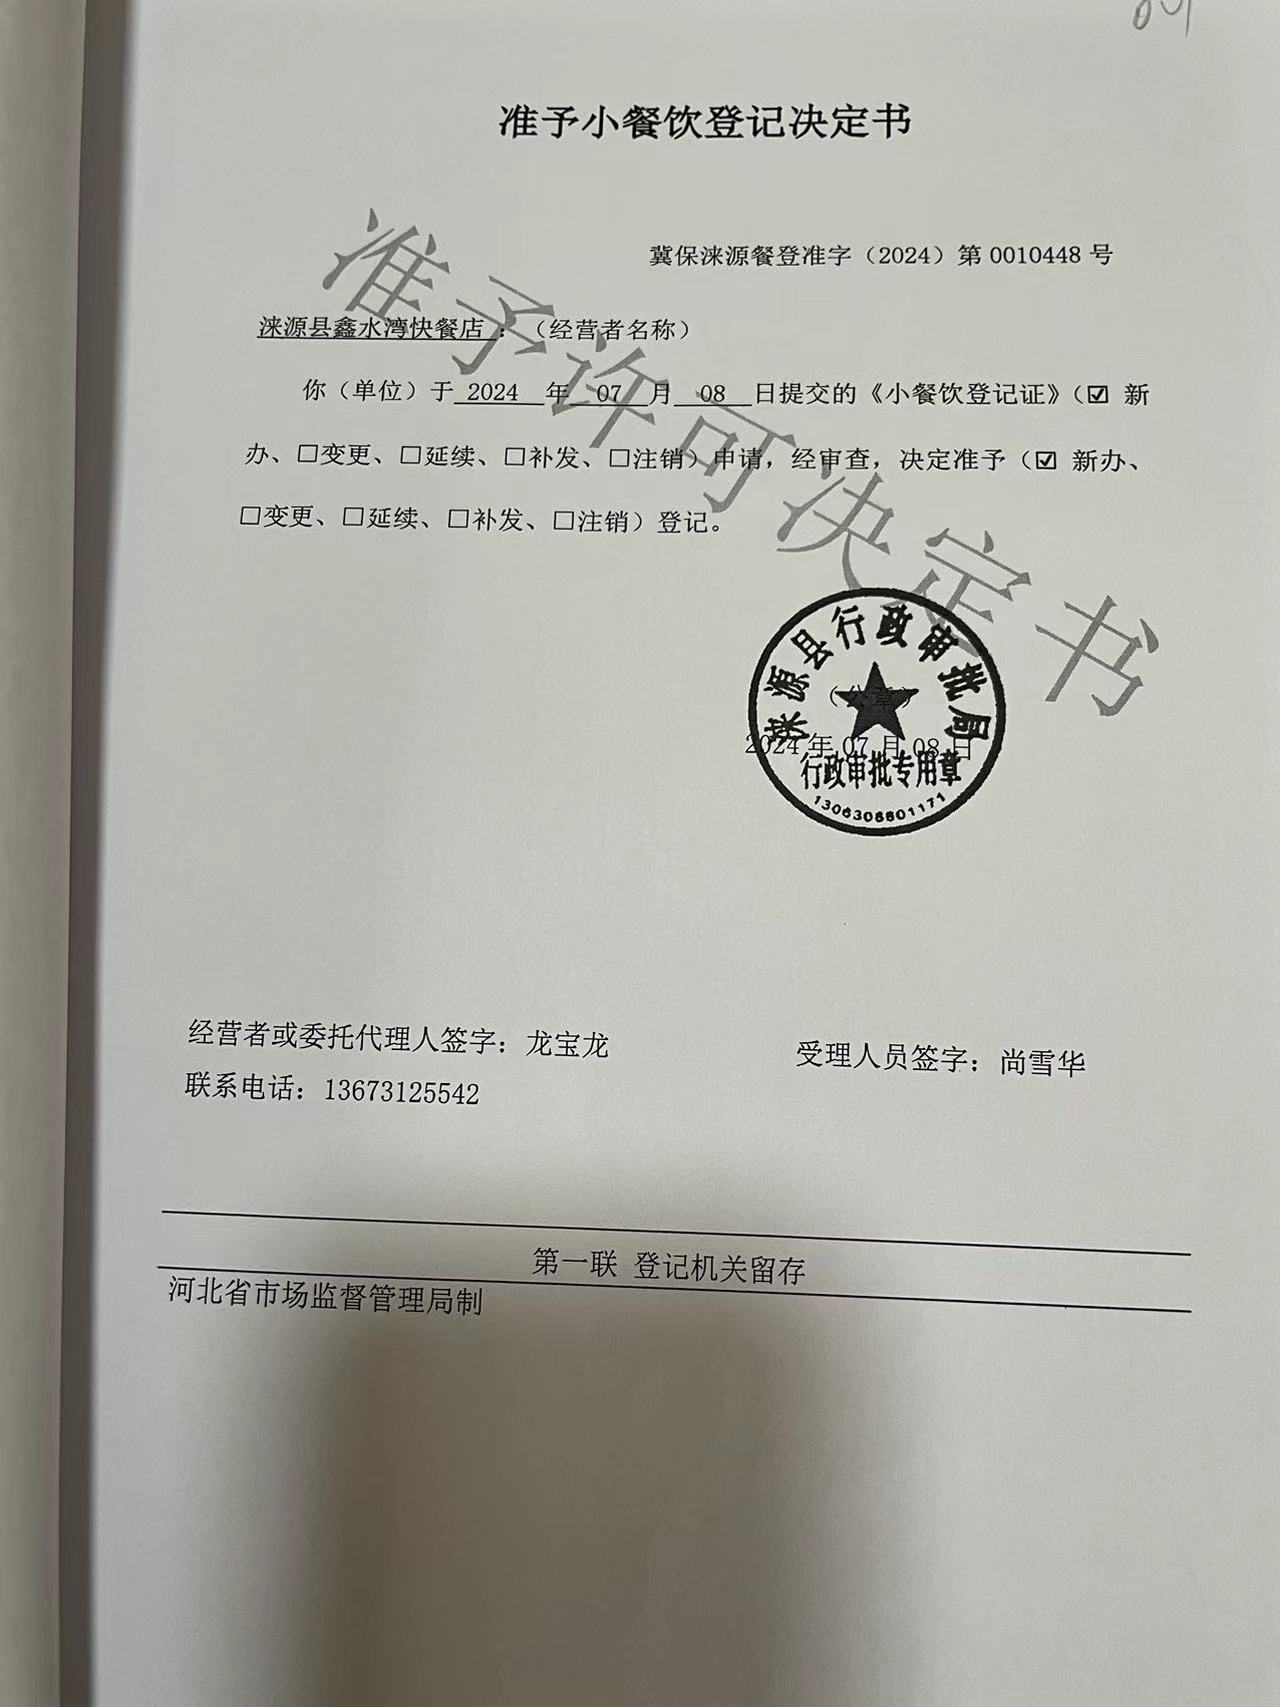 准予小餐饮登记决定书
冀保涞源餐登准字（2024）第 0010448 号
涞源县鑫水湾快餐店 ：（经营者名称）
你（单位）于 2024 年 07 月 08 日提交的《小餐饮登记证》（☑ 新
办、□变更、□延续、□补发、□注销）申请，经审查，决定准予（☑ 新办、
□变更、□延续、□补发、□注销）登记。
准予许可决定书
涞源县行政审批局
（公章）
2024 年 07 月 08 日
行政审批专用章
1306306601171
经营者或委托代理人签字：龙宝龙
受理人员签字：尚雪华
联系电话：13673125542
第一联 登记机关留存
河北省市场监督管理局制